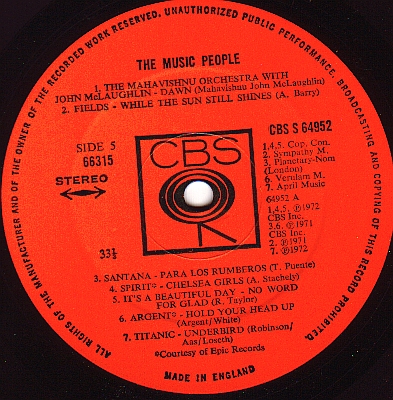 ALL RIGHTS OF THE MANUFACTURER AND OF THE OWNER OF THE RECORDED WORK RESERVED. UNAUTHORIZED PUBLIC PERFORMANCE, BROADCASTING AND COPYING OF THIS RECORD PROHIBITED.
THE MUSIC PEOPLE
1. THE MAHAVISHNU ORCHESTRA WITH
JOHN McLAUGHLIN - DAWN (Mahavishnu John McLaughlin)
2. FIELDS - WHILE THE SUN STILL SHINES (A. Barry)
SIDE 5
66315
STEREO
33⅓
CBS
CBS S 64952
1,4,5. Cop. Con.
2. Sympathy M.
3. Planetary-Nom
(London)
6. Verulam M.
7. April Music
64952 A
1,4,5, ℗1972
CBS Inc.
3,6, ℗1971
CBS Inc.
2. ℗1971
7. ℗1972
3. SANTANA - PARA LOS RUMBEROS (T. Puente)
4. SPIRIT° - CHELSEA GIRLS (A. Stachely)
5. IT'S A BEAUTIFUL DAY - NO WORD
FOR GLAD (R. Taylor)
6. ARGENT° - HOLD YOUR HEAD UP
(Argent/White)
7. TITANIC - UNDERBIRD (Robinson/
Aas/Loseth)
°Courtesy of Epic Records
MADE IN ENGLAND